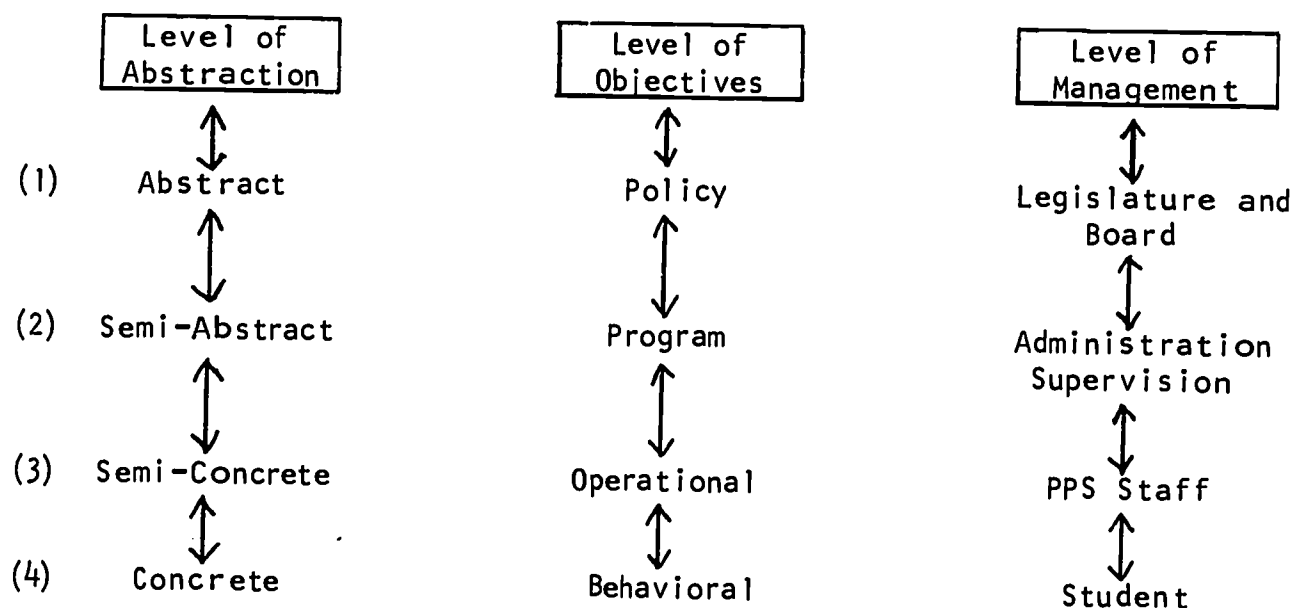 Level of
Abstraction
Level of
Objectives
Level of
Management
(1) Abstract Policy Legislature and
Board
(2) Semi-Abstract Program Administration
Supervision
(3) Semi-Concrete Operational PPS Staff
(4) Concrete Behavioral Student